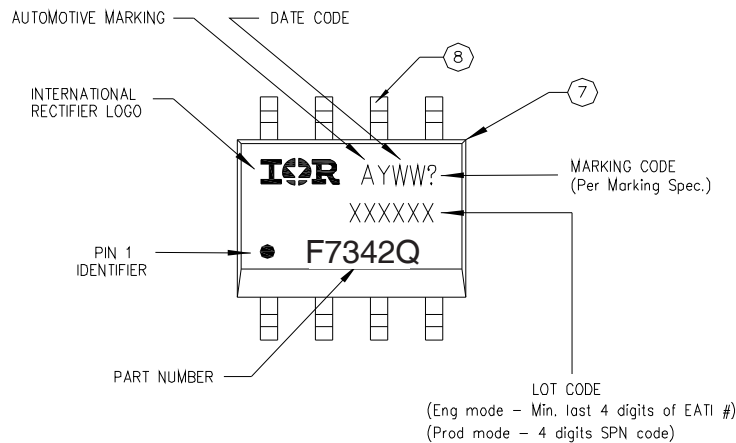 AUTOMOTIVE MARKING
DATE CODE
8
INTERNATIONAL
RECTIFIER LOGO
7
IOR AYWW?
MARKING CODE
(Per Marking Spec.)
XXXXXX
PIN 1
IDENTIFIER
F7342Q
PART NUMBER
LOT CODE
(Eng mode – Min. last 4 digits of EATI #)
(Prod mode – 4 digits SPN code)